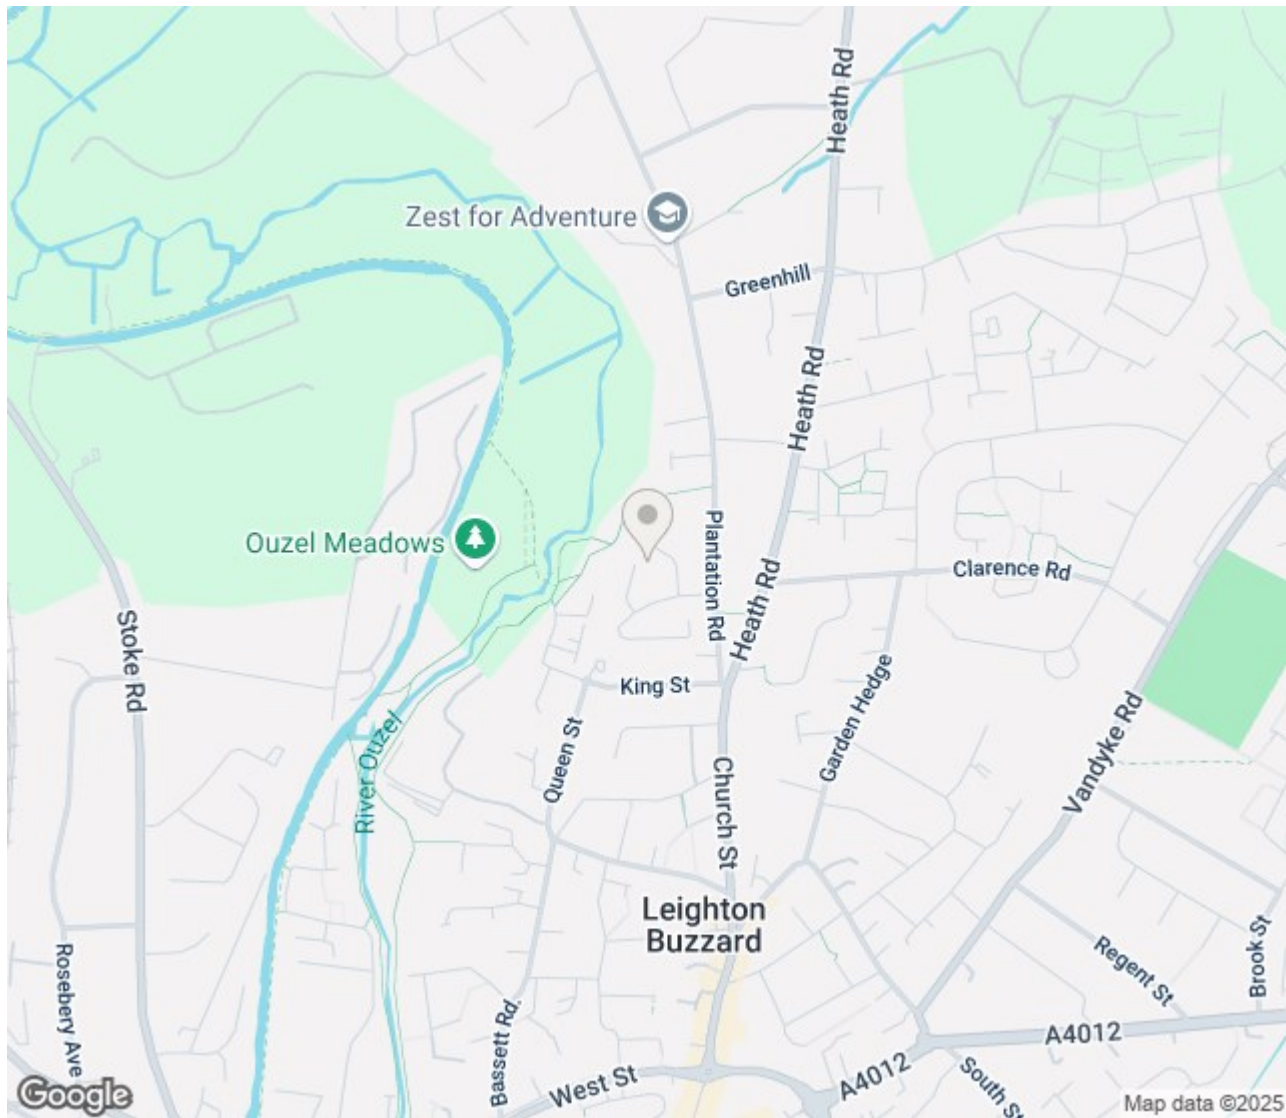 Heath Rd
Zest for Adventure
Greenhill
Heath Rd
Plantation Rd
Ouzel Meadows
Clarence Rd
Heath Rd
Stoke Rd
King St
Garden Hedge
Queen St
River Ouzel
Vandyke Rd
Church St
Leighton
Buzzard
Rosebery Ave
Regent St
Brook St
Bassett Rd.
West St
A4012
A4012
South St
Google
Map data ©2025